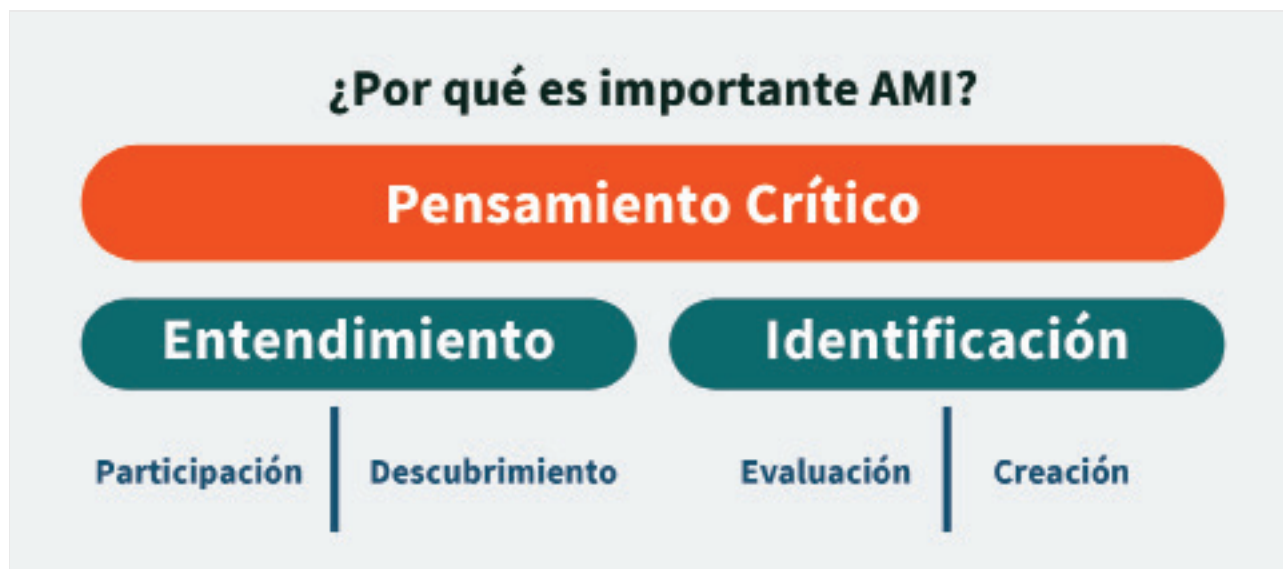 ¿Por qué es importante AMI?
Pensamiento Crítico
Entendimiento Identificación
Participación Descubrimiento Evaluación Creación